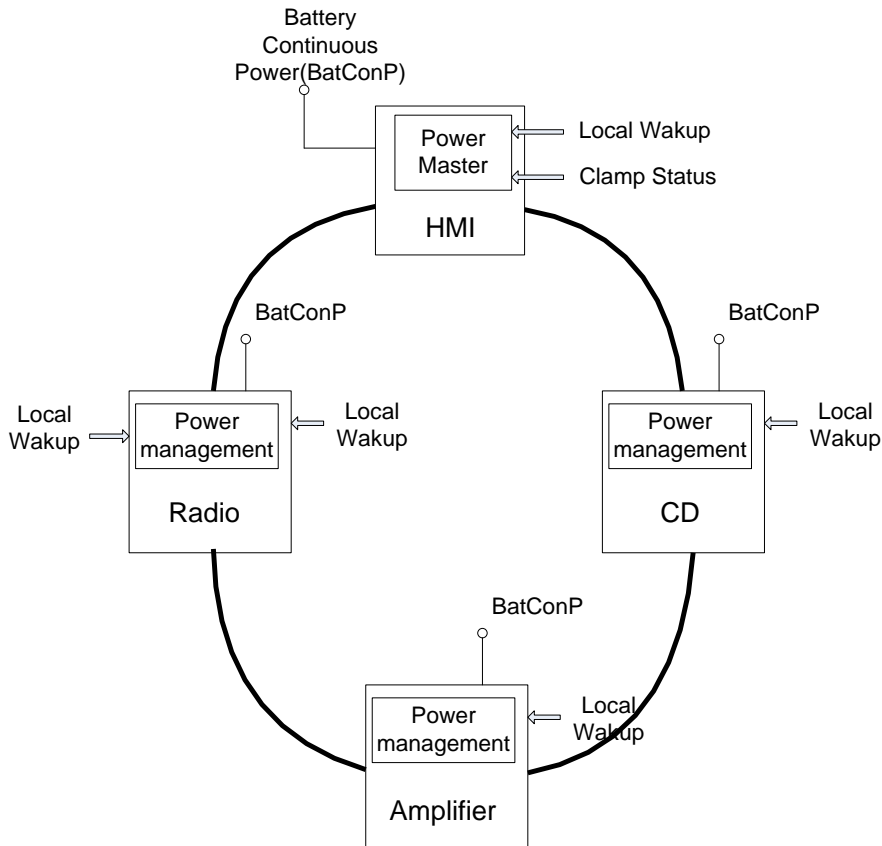 Battery
Continuous
Power(BatConP)
Power
Master
Local Wakup
Clamp Status
HMI
BatConP
BatConP
Local
Wakup
Power
management
Local
Wakup
Radio
Power
management
Local
Wakup
CD
BatConP
Power
management
Local
Wakup
Amplifier